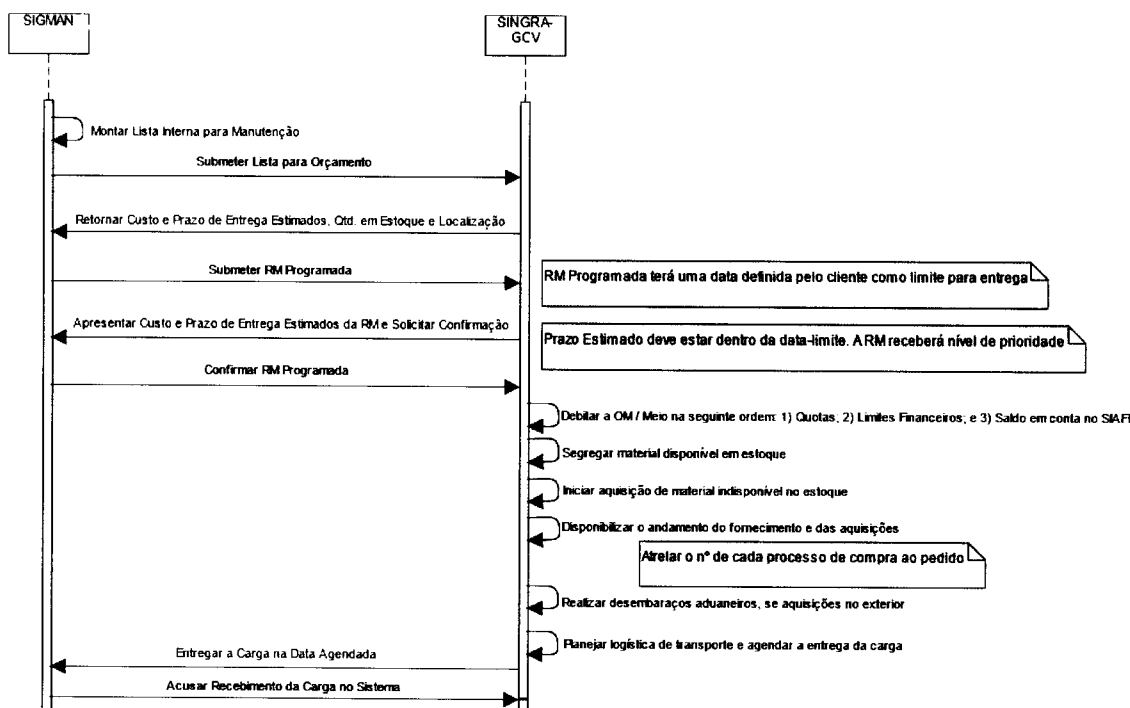 SIGMAN
SINGRA-
GCV
Montar Lista Interna para Manutenção
Submeter Lista para Orçamento
Retornar Custo e Prazo de Entrega Estimados, Qtd. em Estoque e Localização
Submeter RM Programada
RM Programada terá uma data definida pelo cliente como limite para entrega
Apresentar Custo e Prazo de Entrega Estimados da RM e Solicitar Confirmação
Prazo Estimado deve estar dentro da data-limite. A RM receberá nível de prioridade
Confirmar RM Programada
Debitar a OM / Meio na seguinte ordem: 1) Quotas; 2) Limites Financeiros; e 3) Saldo em conta no SIAFI
Segregar material disponível em estoque
Iniciar aquisição de material indisponível no estoque
Disponibilizar o andamento do fornecimento e das aquisições
Atrelar o nº de cada processo de compra ao pedido
Realizar desembaraços aduaneiros, se aquisições no exterior
Planejar logística de transporte e agendar a entrega da carga
Entregar a Carga na Data Agendada
Acusar Recebimento da Carga no Sistema